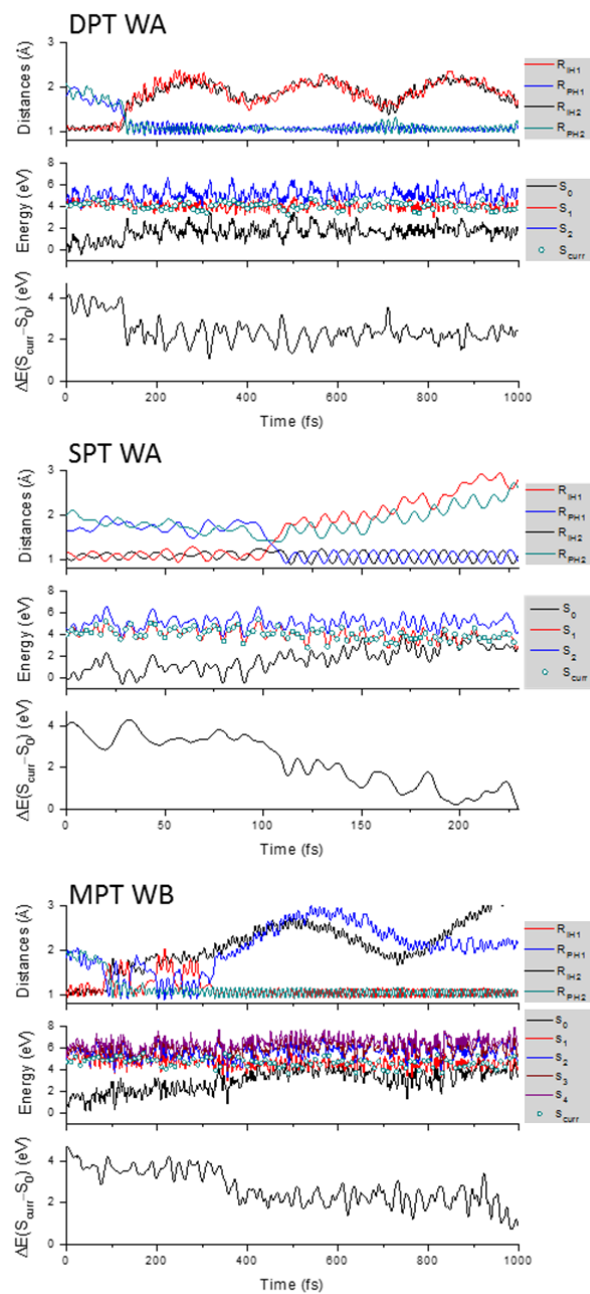 DPT WA
Distances (Å)
3
2
1
R_IH1
R_PH1
R_IH2
R_PH2
Energy (eV)
8
6
4
2
0
S_0
S_1
S_2
S_curr
ΔE(S_curr-S_0) (eV)
4
2
0
0 200 400 600 800 1000
Time (fs)
SPT WA
Distances (Å)
3
2
1
R_IH1
R_PH1
R_IH2
R_PH2
Energy (eV)
8
6
4
2
0
S_0
S_1
S_2
S_curr
ΔE(S_curr-S_0) (eV)
4
2
0
0 50 100 150 200
Time (fs)
MPT WB
Distances (Å)
3
2
1
R_IH1
R_PH1
R_IH2
R_PH2
Energy (eV)
8
6
4
2
0
S_0
S_1
S_2
S_3
S_4
S_curr
ΔE(S_curr-S_0) (eV)
4
2
0
0 200 400 600 800 1000
Time (fs)